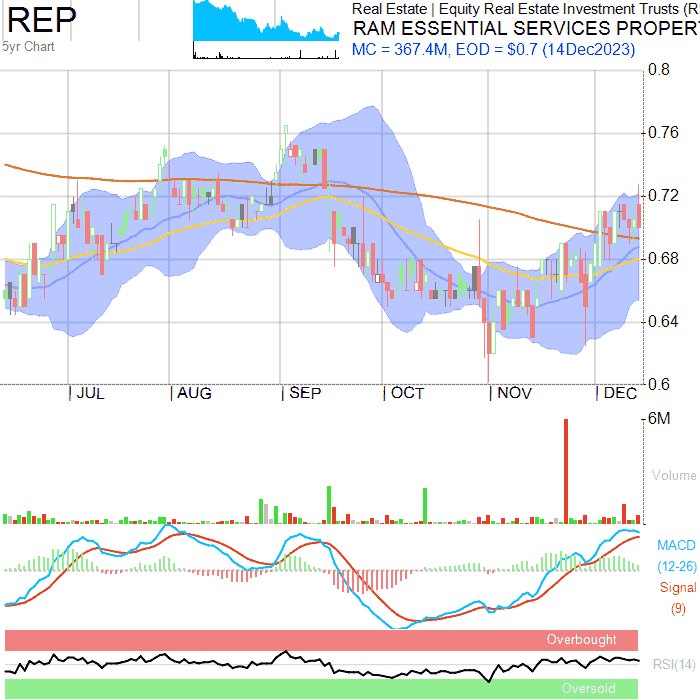 REP
5yr Chart
Real Estate | Equity Real Estate Investment Trusts (R
RAM ESSENTIAL SERVICES PROPER
MC = 367.4M, EOD = $0.7 (14Dec2023)
0.8
0.76
0.72
0.68
0.64
0.6
| JUL | AUG | SEP | OCT | NOV | DEC
6M
Volume
MACD
(12-26)
Signal
(9)
Overbought
RSI(14)
Oversold